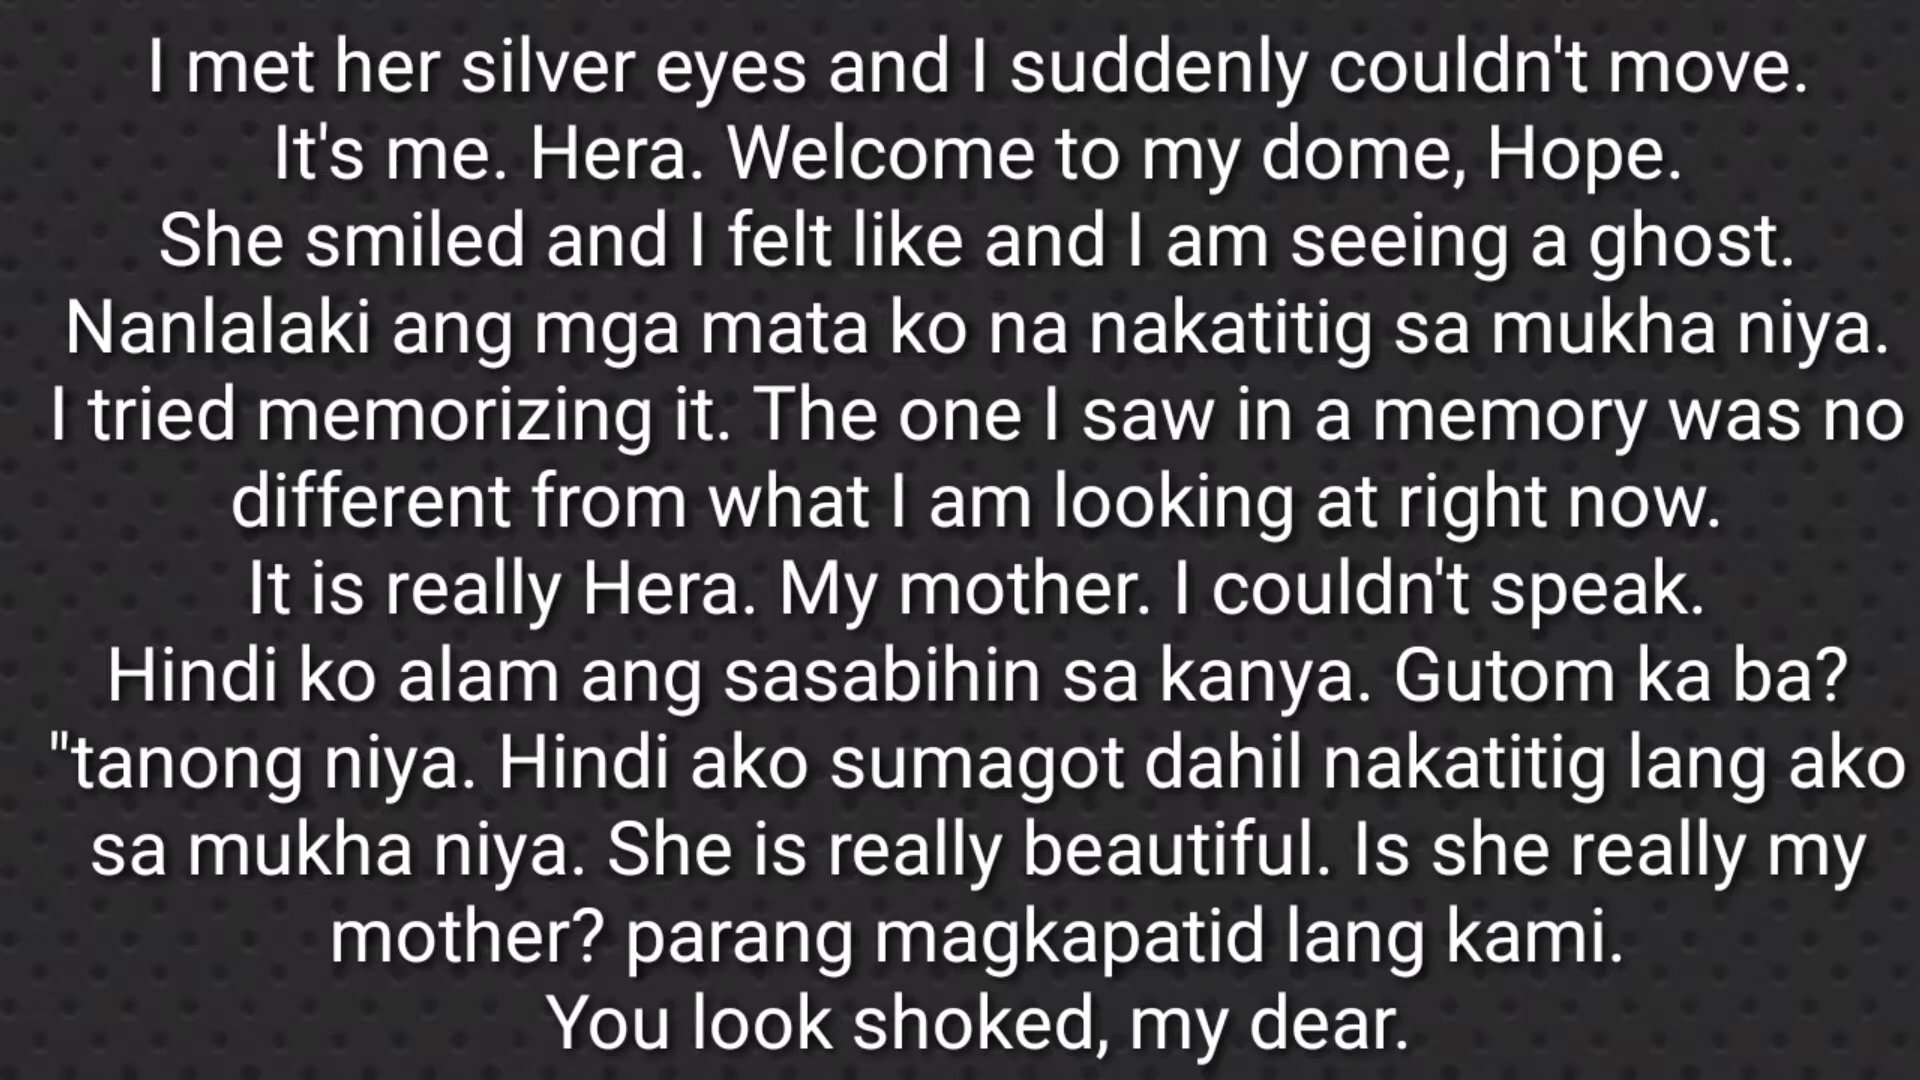 I met her silver eyes and I suddenly couldn't move.
It's me. Hera. Welcome to my dome, Hope.
She smiled and I felt like and I am seeing a ghost.
Nanlalaki ang mga mata ko na nakatitig sa mukha niya.
I tried memorizing it. The one I saw in a memory was no
different from what I am looking at right now.
It is really Hera. My mother. I couldn't speak.
Hindi ko alam ang sasabihin sa kanya. Gutom ka ba?
"tanong niya. Hindi ako sumagot dahil nakatitig lang ako
sa mukha niya. She is really beautiful. Is she really my
mother? parang magkapatid lang kami.
You look shoked, my dear.